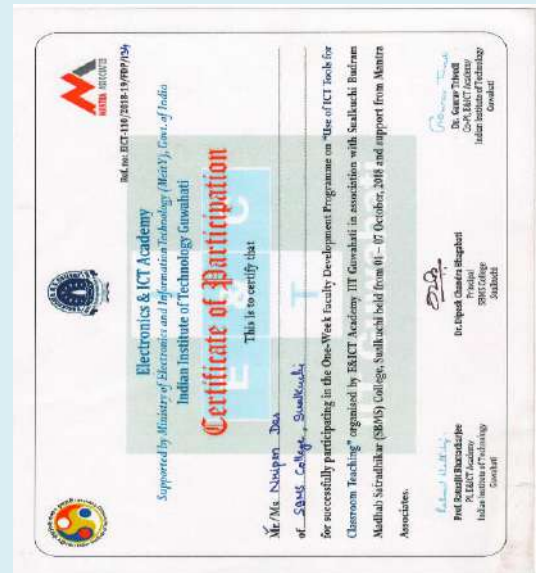 MANTRA ASSOCIATES
Ref. no: EICT-110/2018-19/FDP/134
Electronics & ICT Academy
Supported by Ministry of Electronics and Information Technology (MeitY), Govt. of India
Indian Institute of Technology Guwahati
Certificate of Participation
This is to certify that
Mr/Ms. Nripen Das
of SBMS College, Sualkuchi
for successfully participating in the One-Week Faculty Development Programme on "Use of ICT Tools for
Classroom Teaching" organised by E&ICT Academy IIT Guwahati in association with Sualkuchi Budram
Madhab Satradhikar (SBMS) College, Sualkuchi held from 01 – 07 October, 2018 and support from Mantra
Associates.
Prof. Ratnajit Bhattacharjee
PI, E&ICT Academy
Indian Institute of Technology
Guwahati
Dr. Dipesh Chandra Bhagabati
Principal
SBMS College
Sualkuchi
Dr. Gaurav Trivedi
Co-PI, E&ICT Academy
Indian Institute of Technology
Guwahati